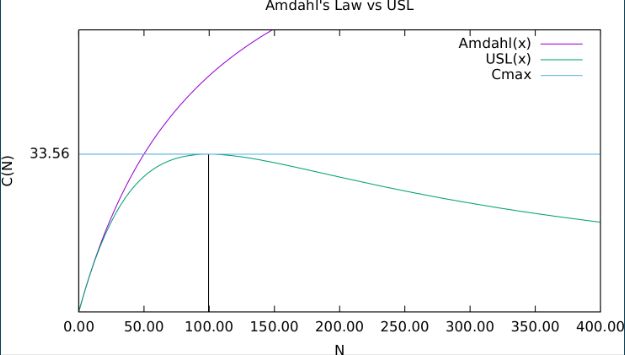 Amdahl's Law vs USL
Amdahl(x)
USL(x)
Cmax
33.56
C(N)
0.00 50.00 100.00 150.00 200.00 250.00 300.00 350.00 400.00
N